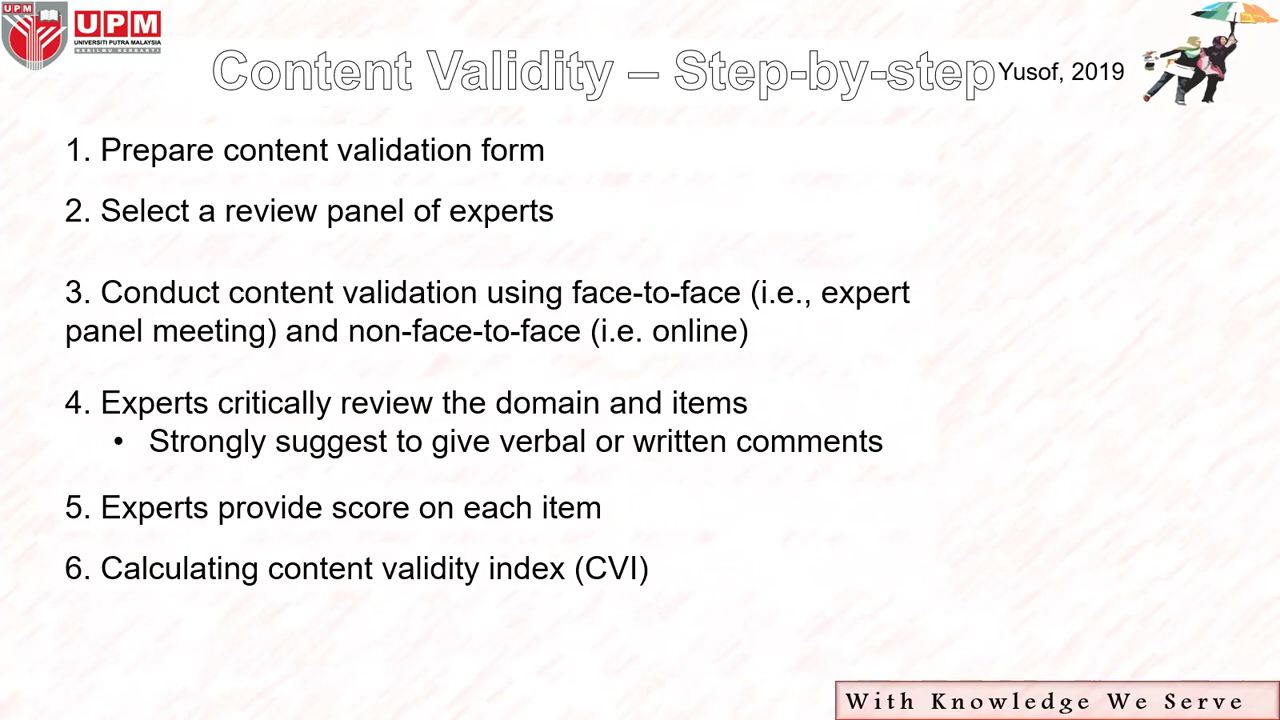 UPM
UPM
UNIVERSITI PUTRA MALAYSIA
BERILMU BERBAKTI
Content Validity – Step-by-step
Yusof, 2019
1. Prepare content validation form
2. Select a review panel of experts
3. Conduct content validation using face-to-face (i.e., expert
panel meeting) and non-face-to-face (i.e. online)
4. Experts critically review the domain and items
• Strongly suggest to give verbal or written comments
5. Experts provide score on each item
6. Calculating content validity index (CVI)
With Knowledge We Serve